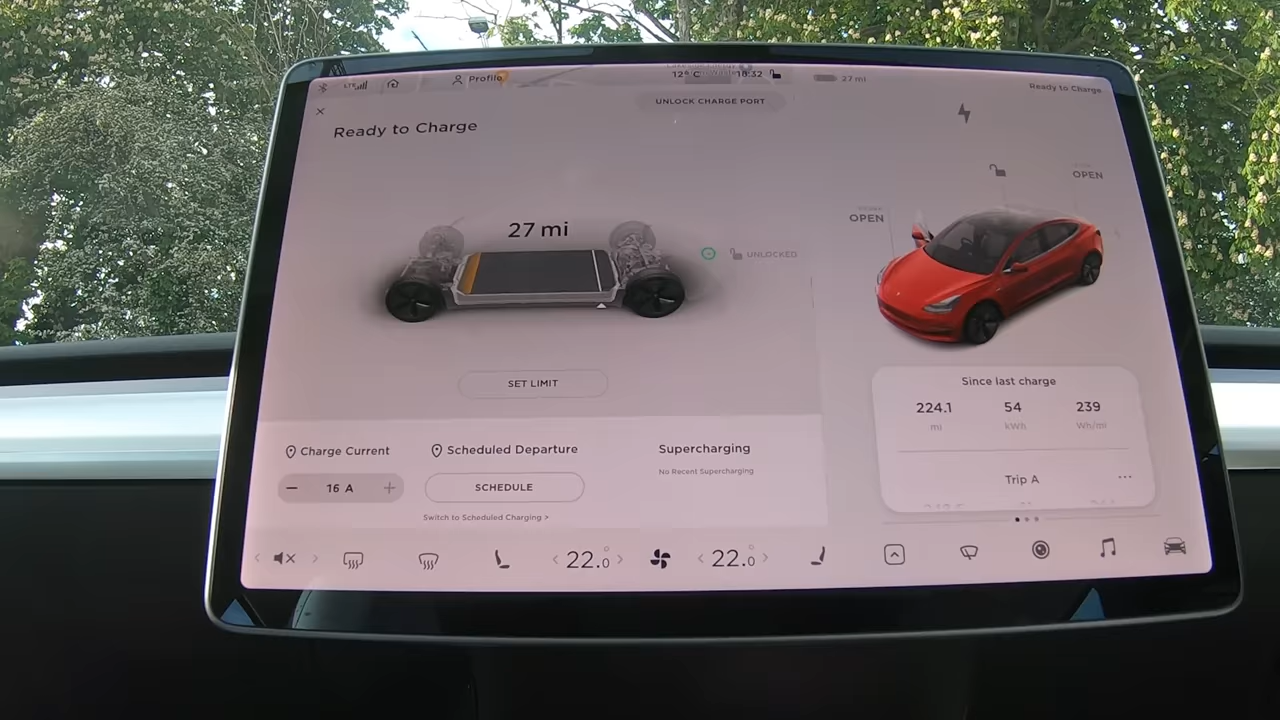 LTE
Profile
12°C
18:32
27 mi
Ready to Charge
UNLOCK CHARGE PORT
Ready to Charge
27 mi
UNLOCKED
OPEN
OPEN
SET LIMIT
Since last charge
224.1 54 239
mi kWh Wh/mi
Charge Current
Scheduled Departure
Supercharging
No Recent Supercharging
− 16 A +
SCHEDULE
Switch to Scheduled Charging >
Trip A
...
< 22.0 >
< 22.0 >